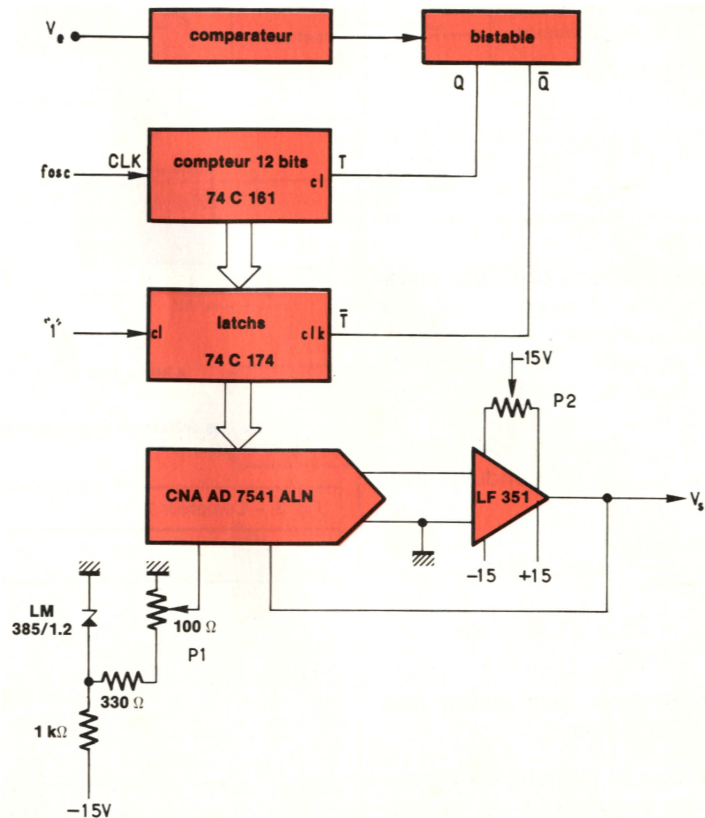 Ve
comparateur
bistable
Q
Q̄
fosc
CLK
compteur 12 bits
74 C 161
cl
T
"1"
cl
latchs
74 C 174
clk
T̄
-15V
P2
CNA AD 7541 ALN
LF 351
Vs
-15
+15
LM
385/1.2
100 Ω
P1
330 Ω
1 kΩ
-15V